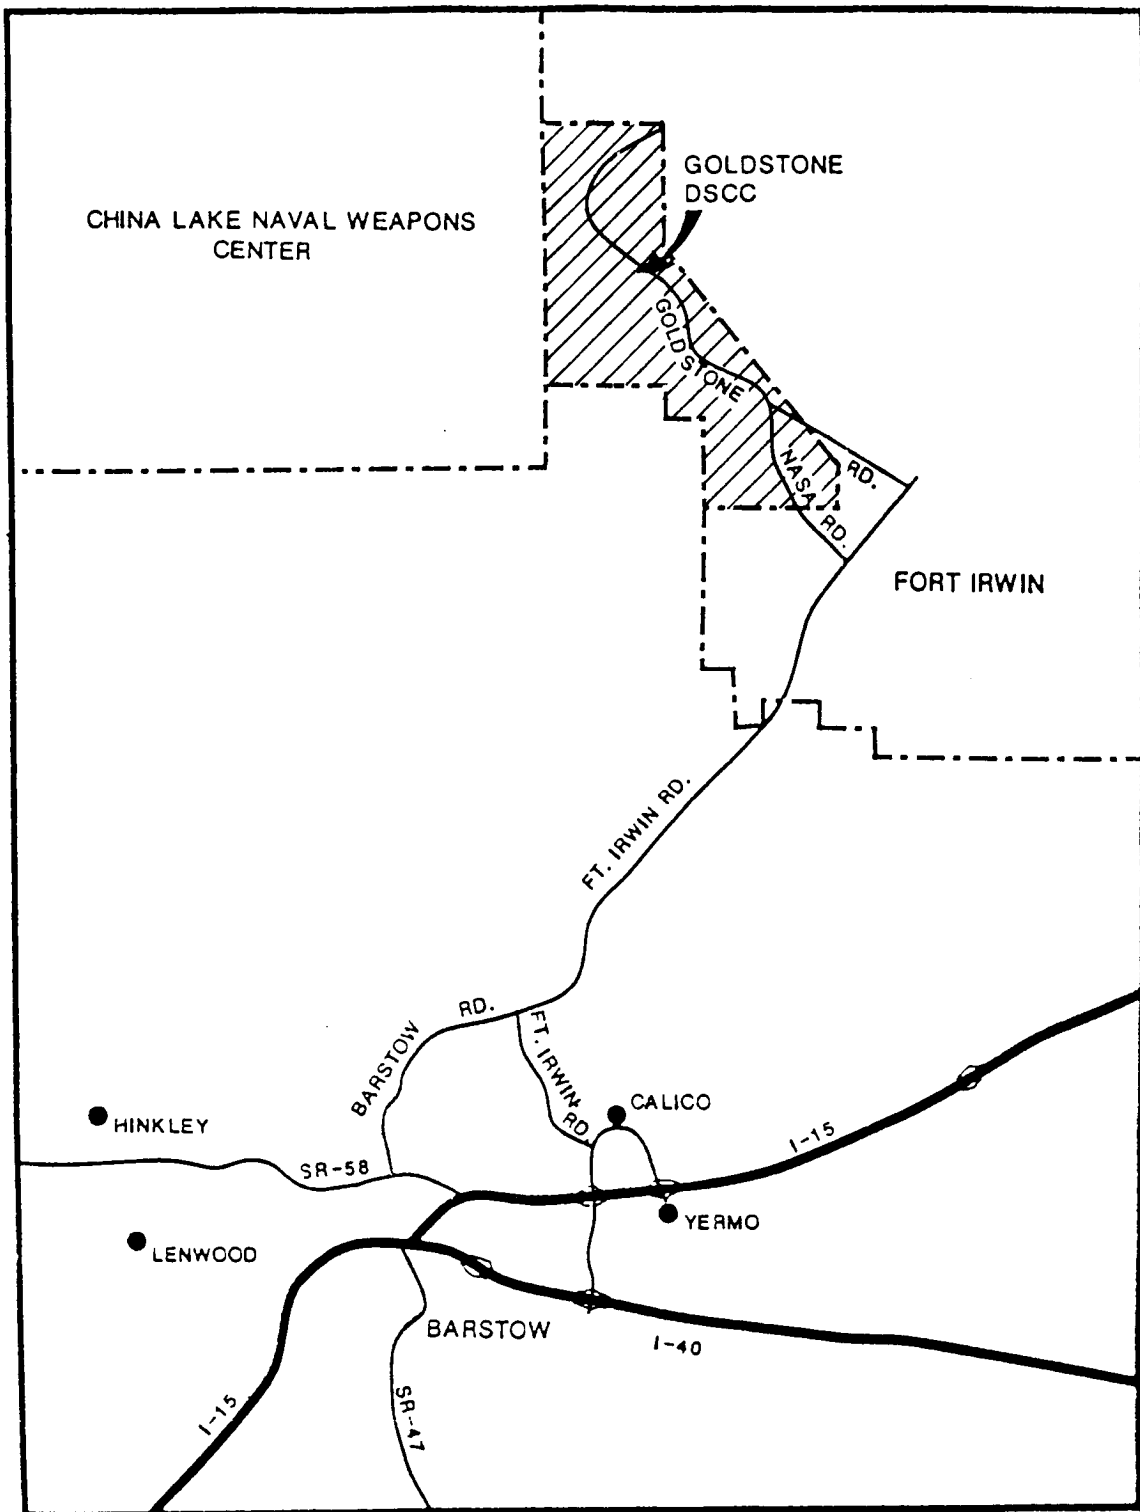 GOLDSTONE
DSCC
CHINA LAKE NAVAL WEAPONS
CENTER
GOLDSTONE
RD.
NASA RD.
FORT IRWIN
FT. IRWIN RD.
BARSTOW RD.
FT. IRWIN RD.
CALICO
HINKLEY
I-15
SR-58
YERMO
LENWOOD
BARSTOW
I-40
I-15
SR-47